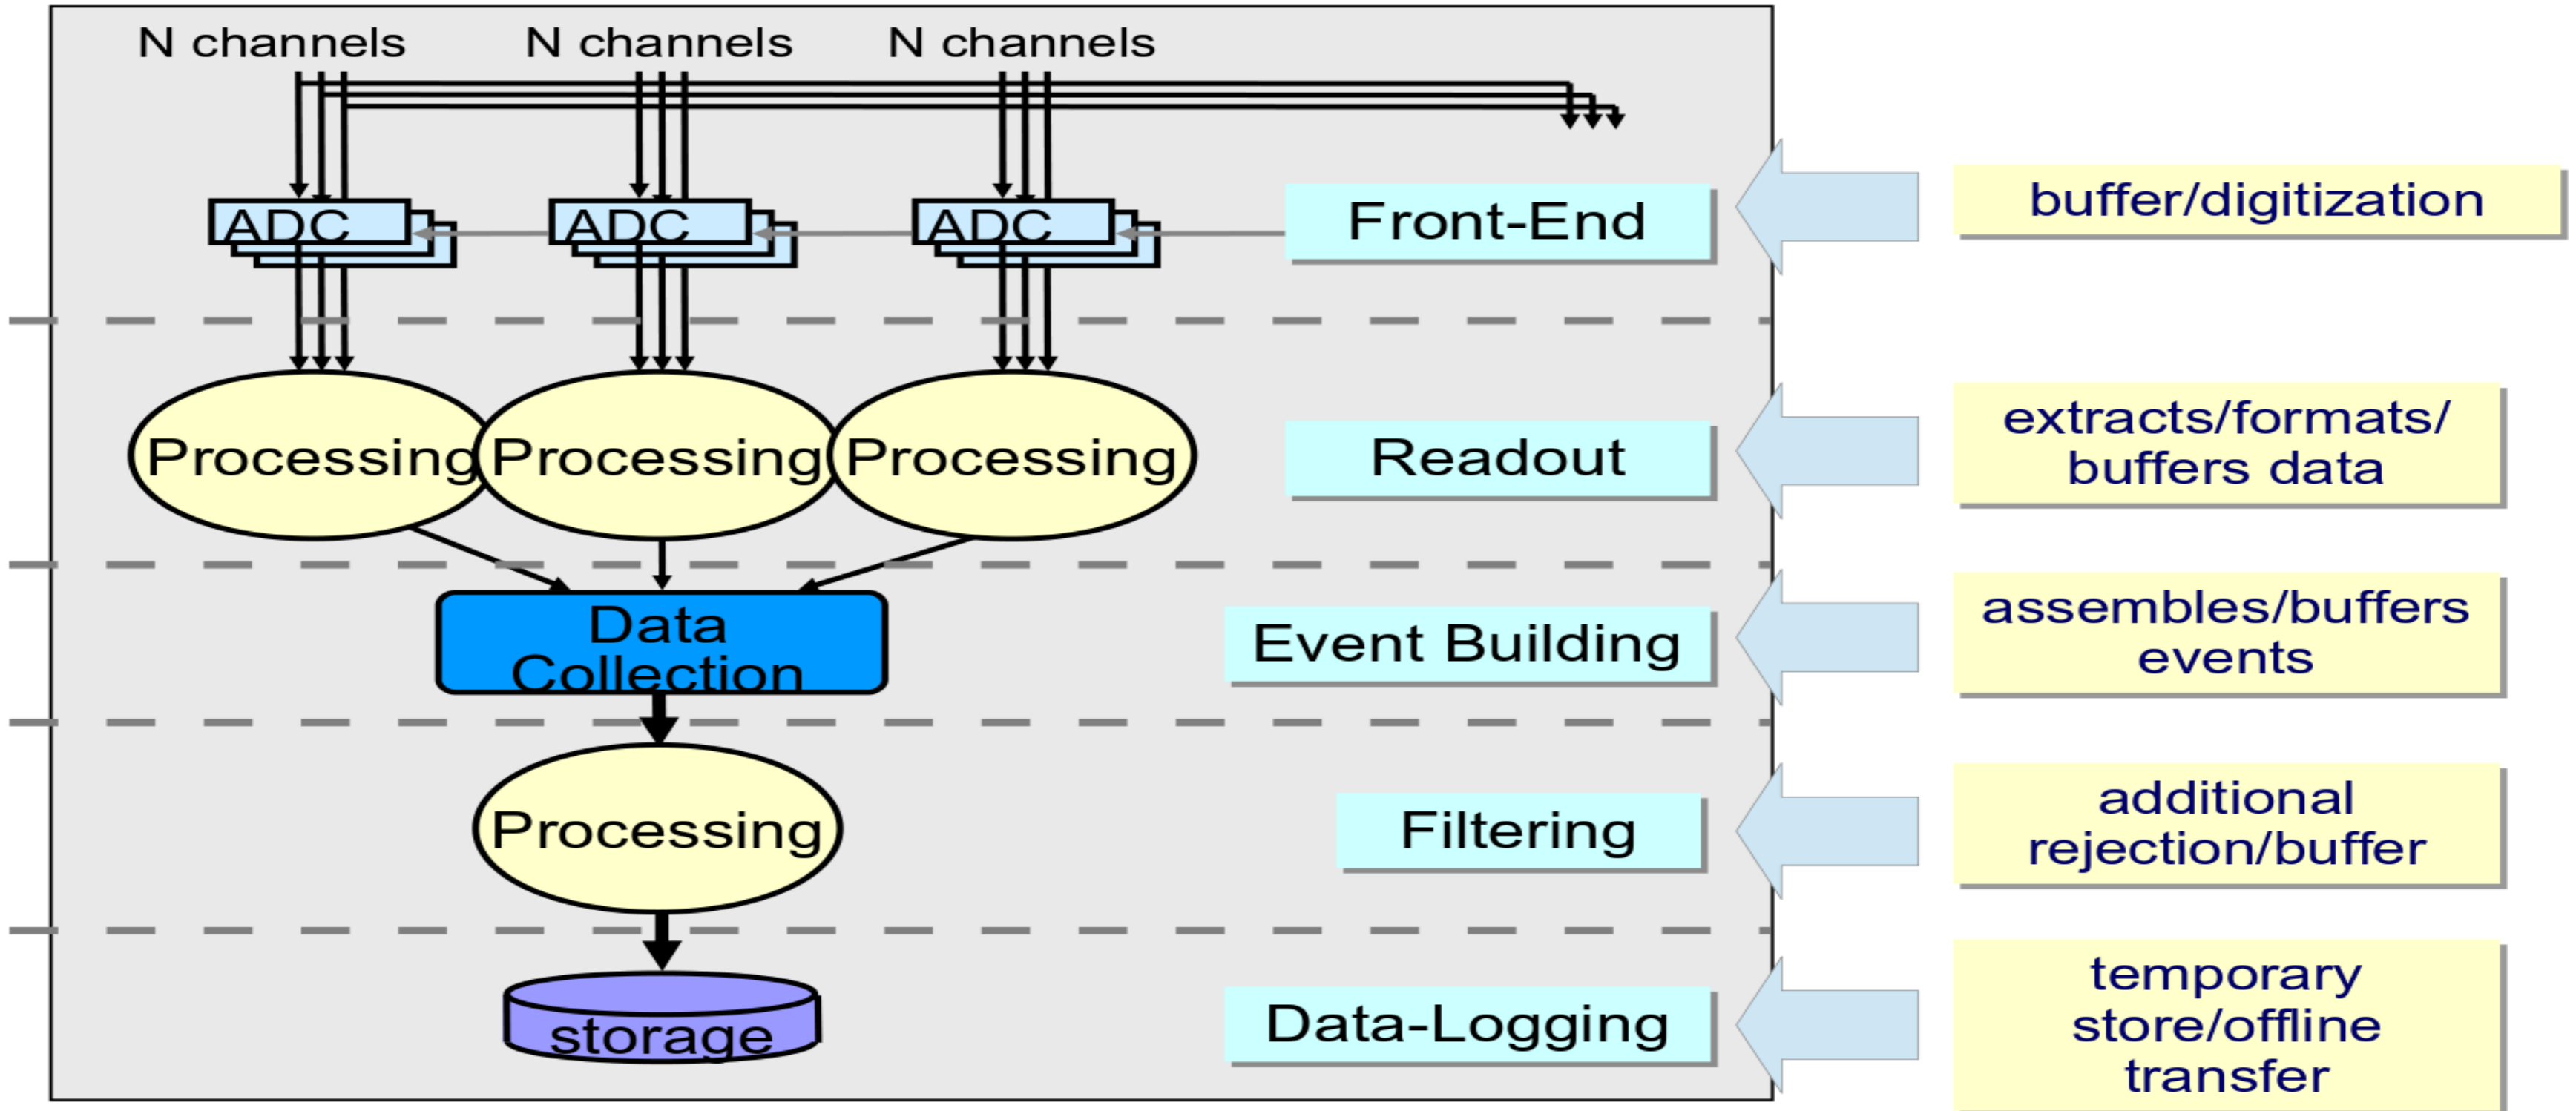 N channels
N channels
N channels
ADC
ADC
ADC
Front-End
buffer/digitization
Processing
Processing
Processing
Readout
extracts/formats/
buffers data
Data
Collection
Event Building
assembles/buffers
events
Processing
Filtering
additional
rejection/buffer
storage
Data-Logging
temporary
store/offline
transfer